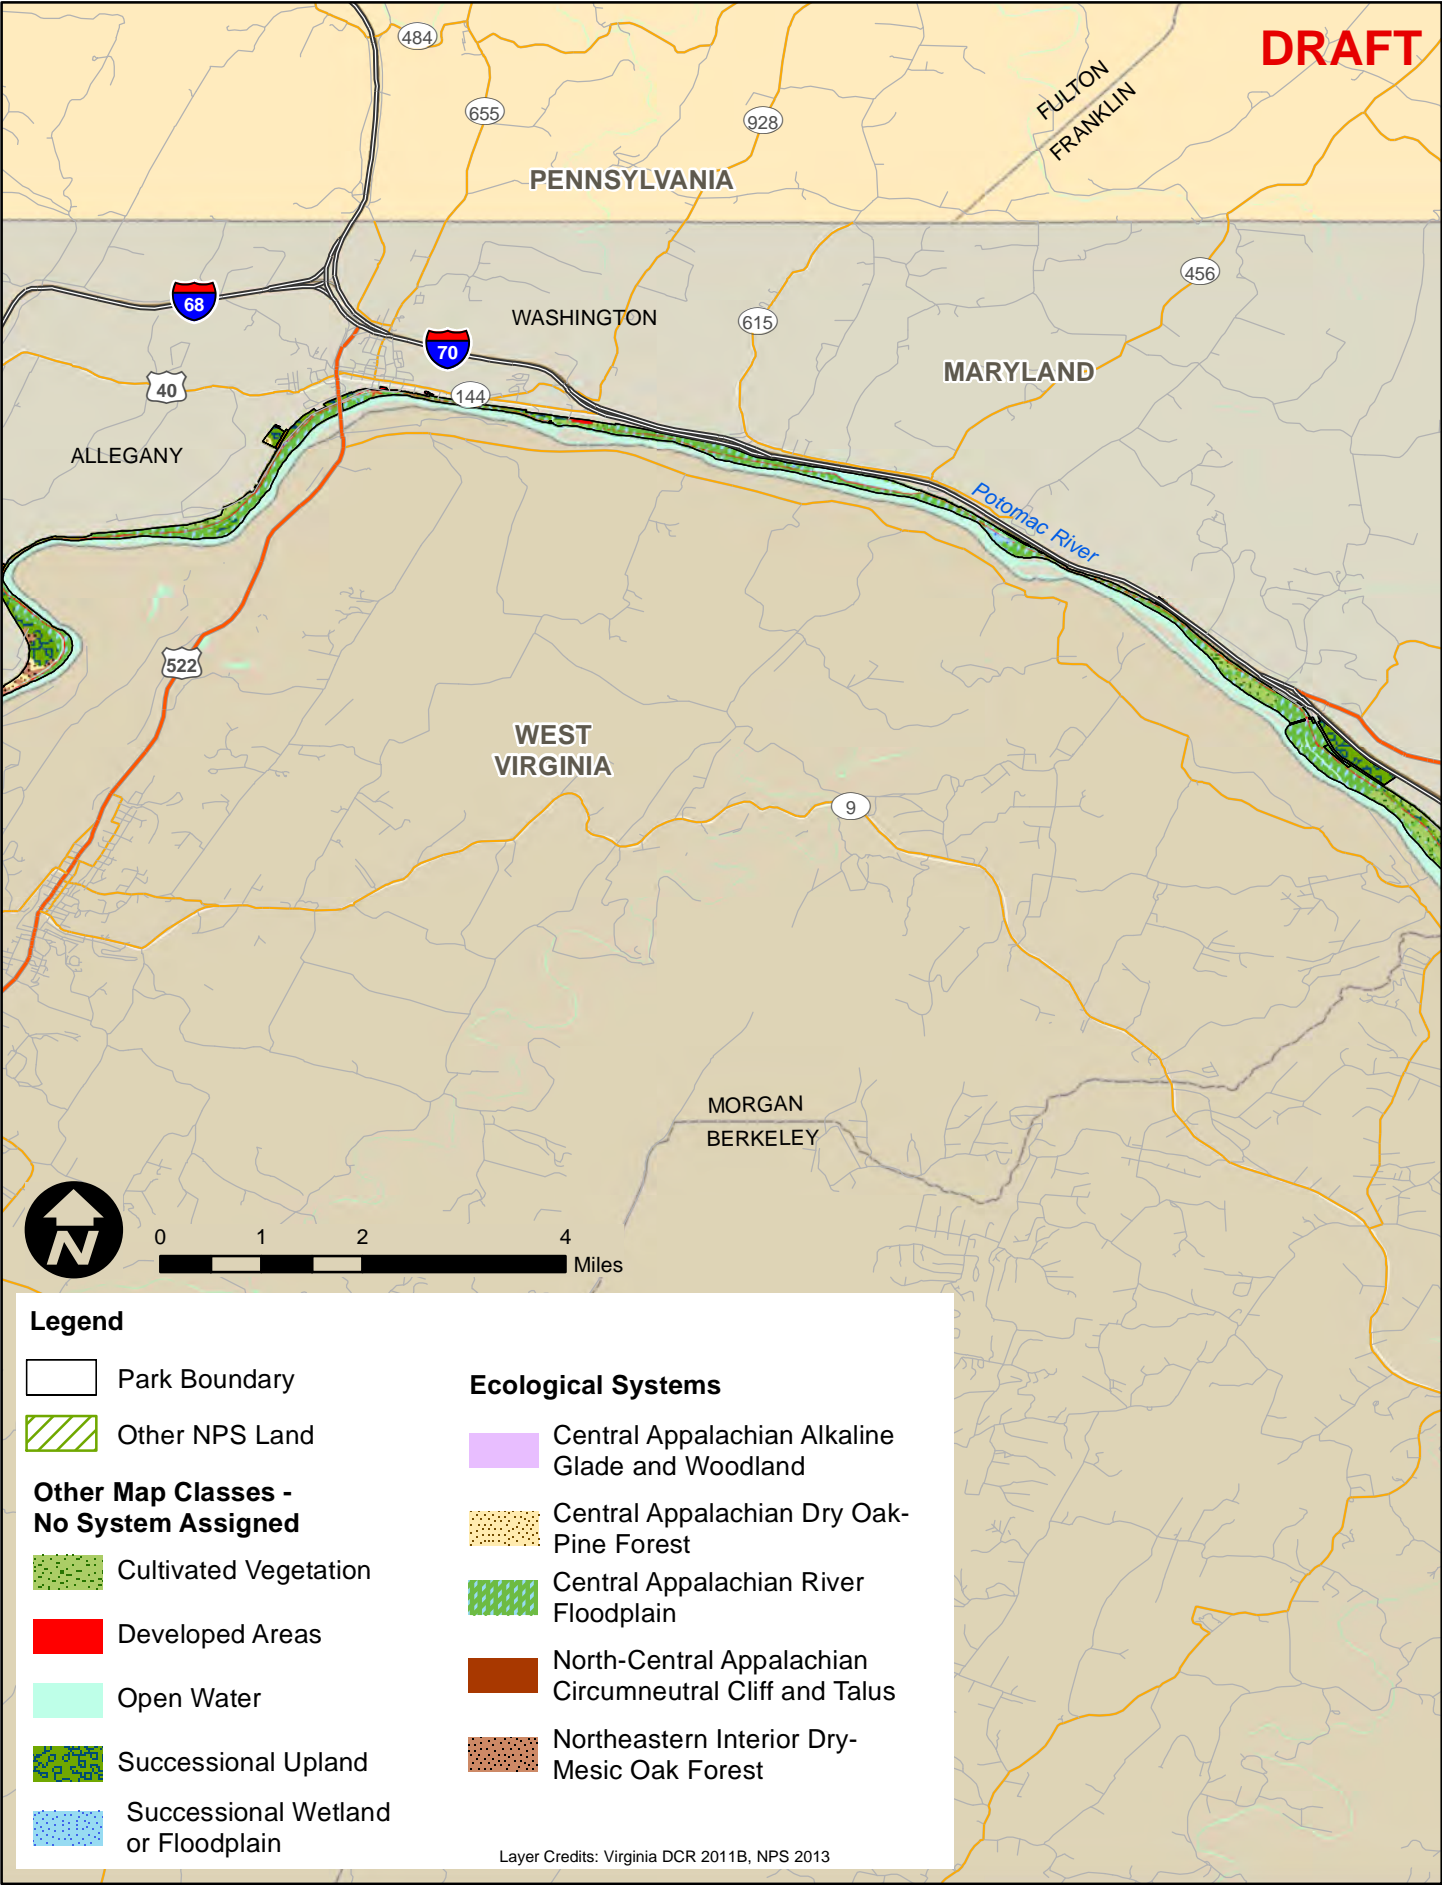 DRAFT
484
655
928
FULTON
FRANKLIN
PENNSYLVANIA
456
68
WASHINGTON
615
70
MARYLAND
40
144
ALLEGANY
Potomac River
522
WEST
VIRGINIA
9
MORGAN
BERKELEY
N
0 1 2 4
Miles
Legend
Park Boundary
Other NPS Land
Other Map Classes -
No System Assigned
Cultivated Vegetation
Developed Areas
Open Water
Successional Upland
Successional Wetland
or Floodplain
Ecological Systems
Central Appalachian Alkaline
Glade and Woodland
Central Appalachian Dry Oak-
Pine Forest
Central Appalachian River
Floodplain
North-Central Appalachian
Circumneutral Cliff and Talus
Northeastern Interior Dry-
Mesic Oak Forest
Layer Credits: Virginia DCR 2011B, NPS 2013